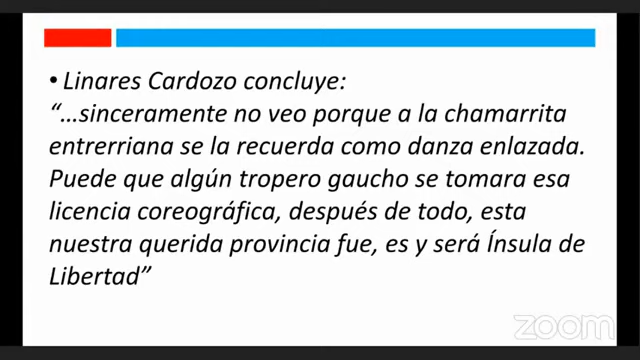 • Linares Cardozo concluye:
“...sinceramente no veo porque a la chamarrita
entrerriana se la recuerda como danza enlazada.
Puede que algún tropero gaucho se tomara esa
licencia coreográfica, después de todo, esta
nuestra querida provincia fue, es y será Ínsula de
Libertad”
zoom